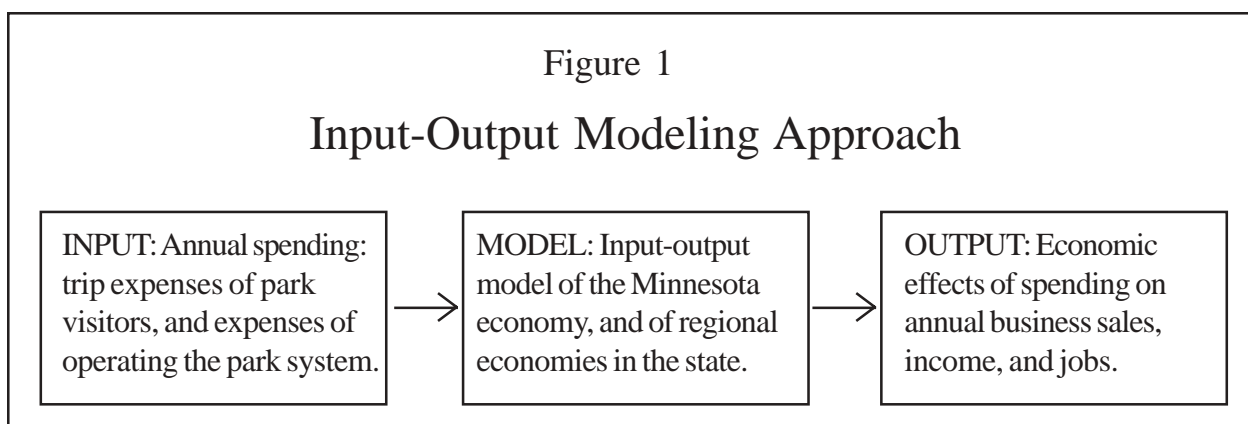 Figure 1
Input-Output Modeling Approach
INPUT: Annual spending:
trip expenses of park
visitors, and expenses of
operating the park system.
MODEL: Input-output
model of the Minnesota
economy, and of regional
economies in the state.
OUTPUT: Economic
effects of spending on
annual business sales,
income, and jobs.